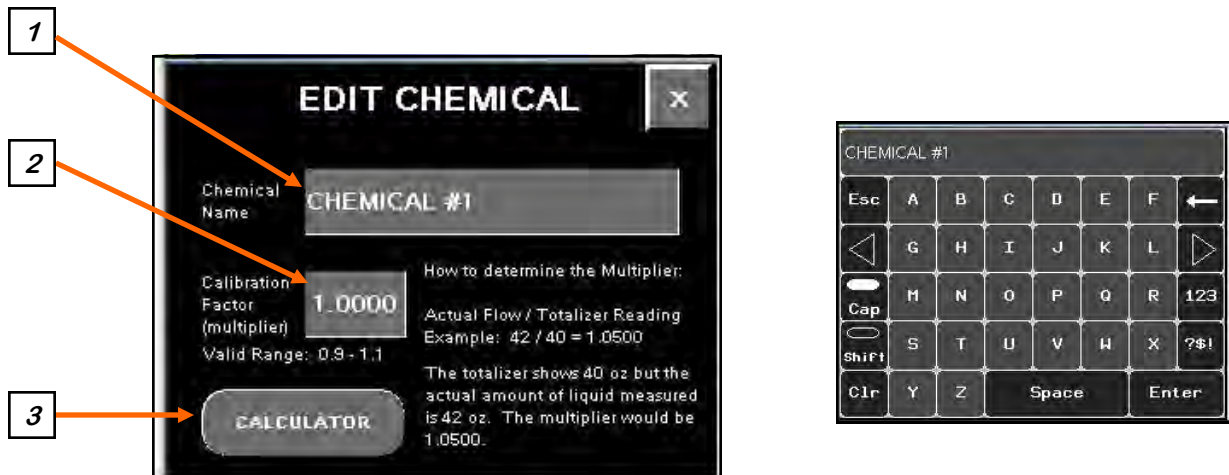 1
EDIT CHEMICAL
x
2
Chemical
Name
CHEMICAL #1
Calibration
Factor
(multiplier)
1.0000
Valid Range: 0.9 - 1.1
How to determine the Multiplier:
Actual Flow / Totalizer Reading
Example: 42 / 40 = 1.0500
The totalizer shows 40 oz but the
actual amount of liquid measured
is 42 oz. The multiplier would be
1.0500.
3
CALCULATOR
CHEMICAL #1
Esc A B C D E F
G H I J K L
Cap M N O P Q R 123
Shift S T U V W X ?$!
Clr Y Z Space Enter